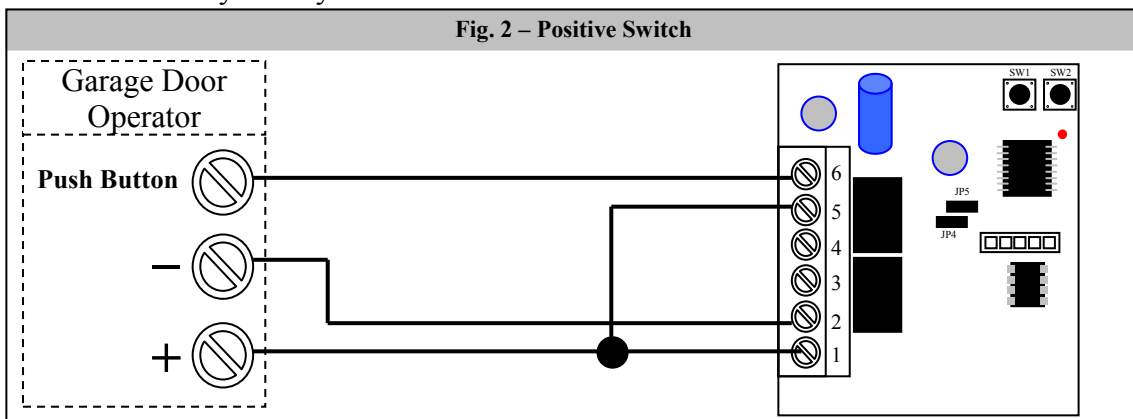 Fig. 2 – Positive Switch
Garage Door
Operator
Push Button
−
+
6
5
4
3
2
1
SW1 SW2
JP5
JP4